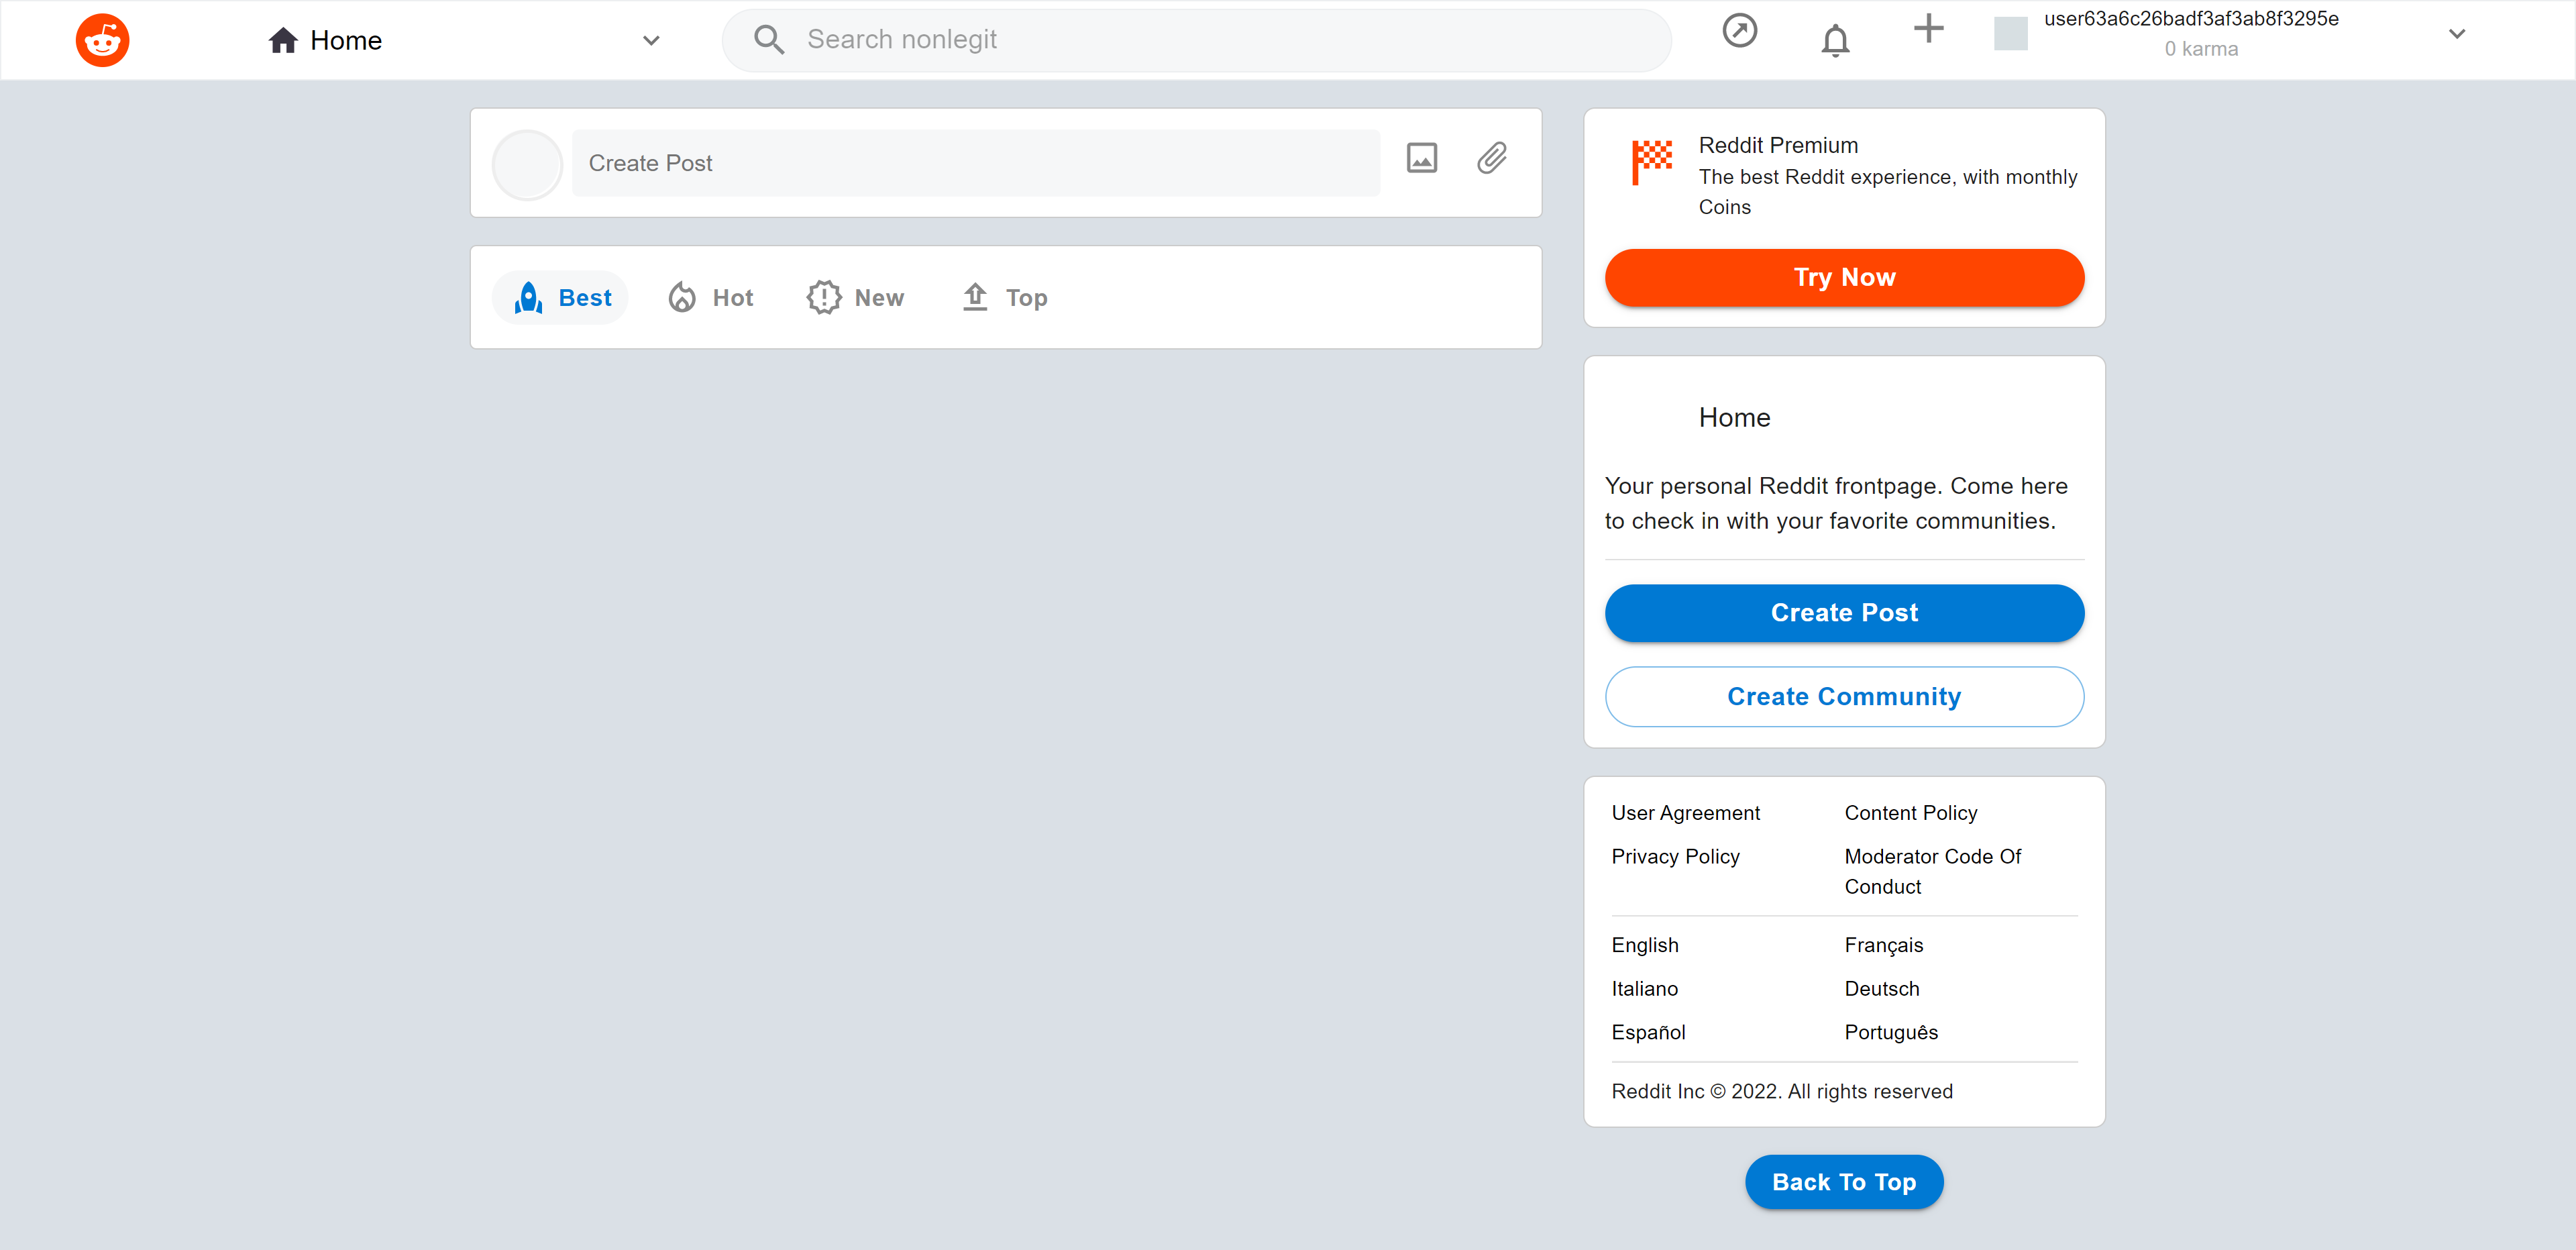 Home
Search nonlegit
user63a6c26badf3af3ab8f3295e
0 karma
Create Post
Best
Hot
New
Top
Reddit Premium
The best Reddit experience, with monthly
Coins
Try Now
Home
Your personal Reddit frontpage. Come here
to check in with your favorite communities.
Create Post
Create Community
User Agreement
Content Policy
Privacy Policy
Moderator Code Of
Conduct
English
Français
Italiano
Deutsch
Español
Português
Reddit Inc © 2022. All rights reserved
Back To Top